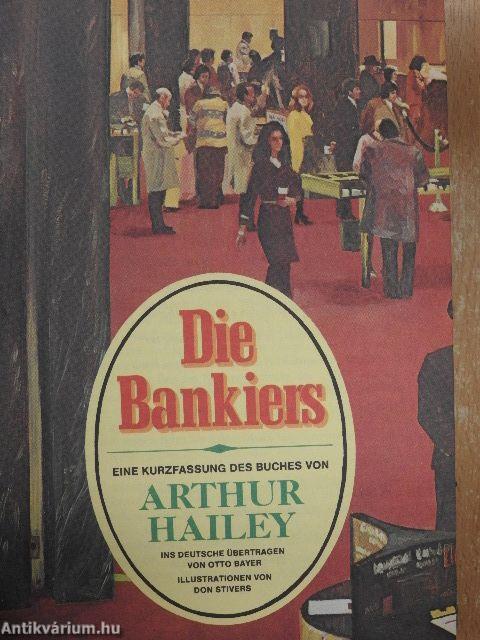 Die
Bankiers
EINE KURZFASSUNG DES BUCHES VON
ARTHUR
HAILEY
INS DEUTSCHE ÜBERTRAGEN
VON OTTO BAYER
ILLUSTRATIONEN VON
DON STIVERS
Antikvárium.hu